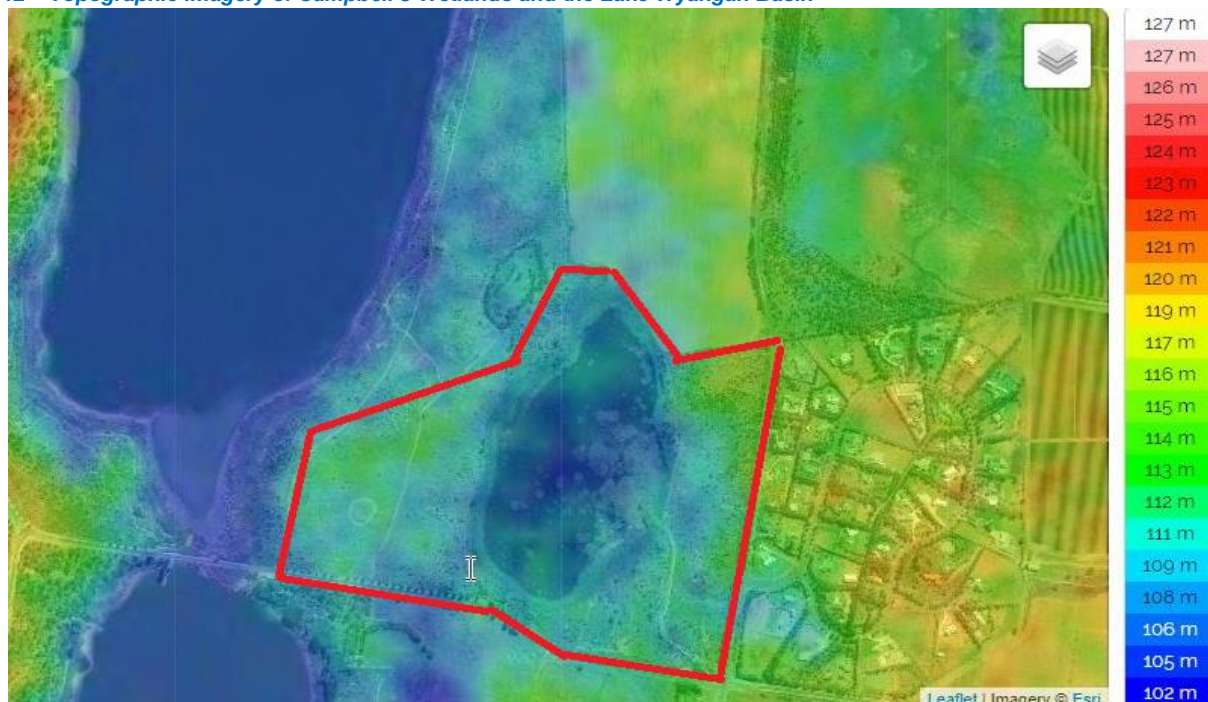 Topographic Imagery of Campbell's Wetlands and the Lake Wyangan Basin
127 m
127 m
126 m
125 m
124 m
123 m
122 m
121 m
120 m
119 m
117 m
116 m
115 m
114 m
113 m
112 m
111 m
109 m
108 m
106 m
105 m
102 m
Leaflet | Imagery © Esri